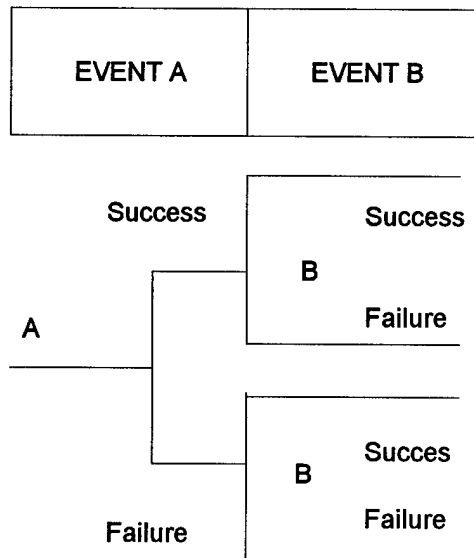 EVENT A EVENT B
Success
Success
B
A
Failure
Succes
B
Failure
Failure